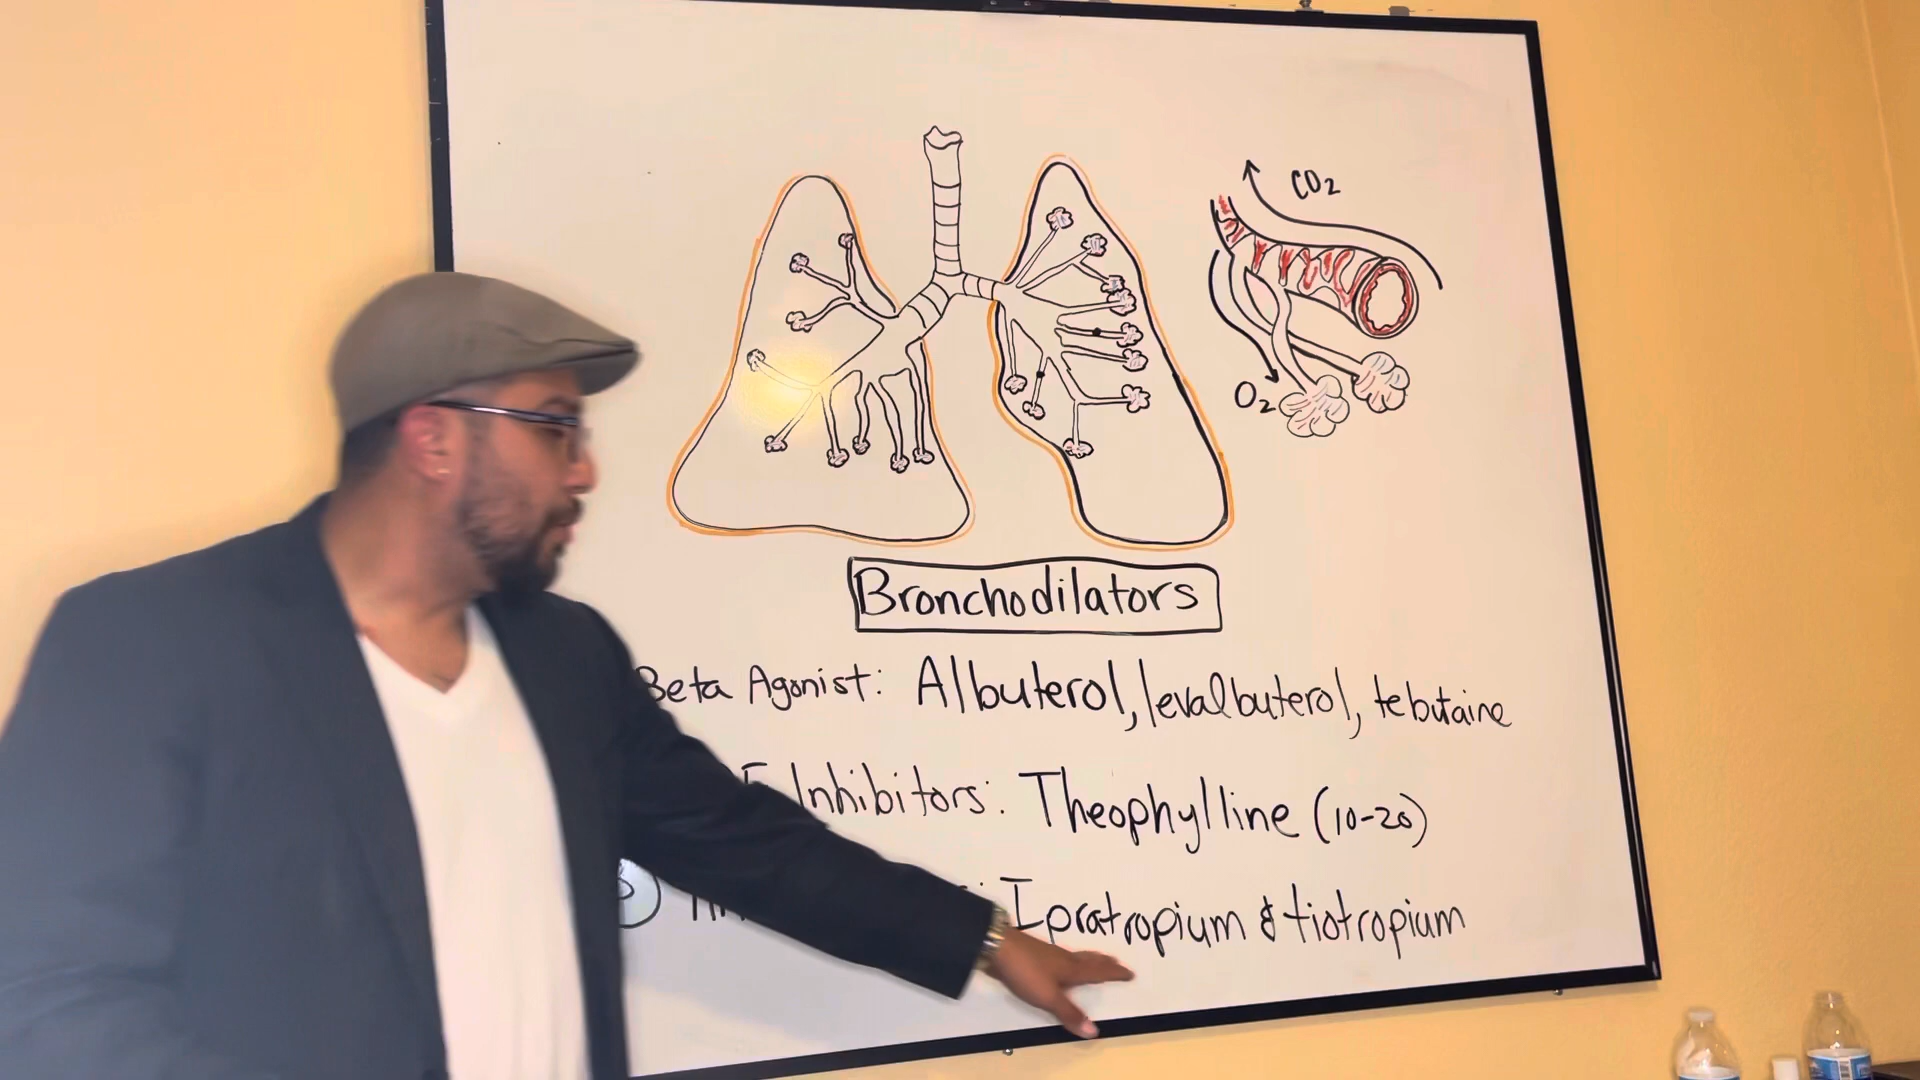 CO2
O2
Bronchodilators
Beta Agonist: Albuterol, levalbuterol, tebutaine
Inhibitors: Theophylline (10-20)
Ipratropium & tiotropium